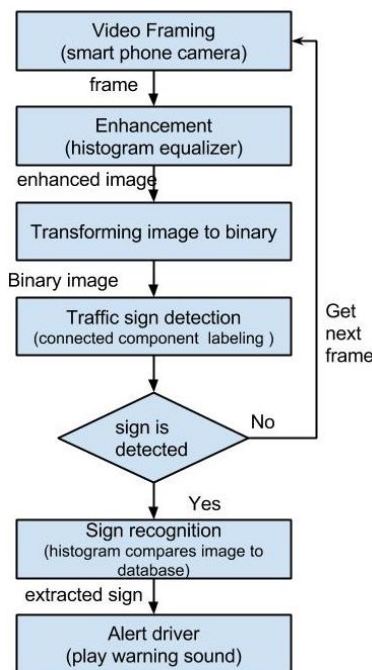 Video Framing
(smart phone camera)
frame
Enhancement
(histogram equalizer)
enhanced image
Transforming image to binary
Binary image
Traffic sign detection
(connected component labeling )
Get
next
frame
sign is
detected
No
Yes
Sign recognition
(histogram compares image to
database)
extracted sign
Alert driver
(play warning sound)